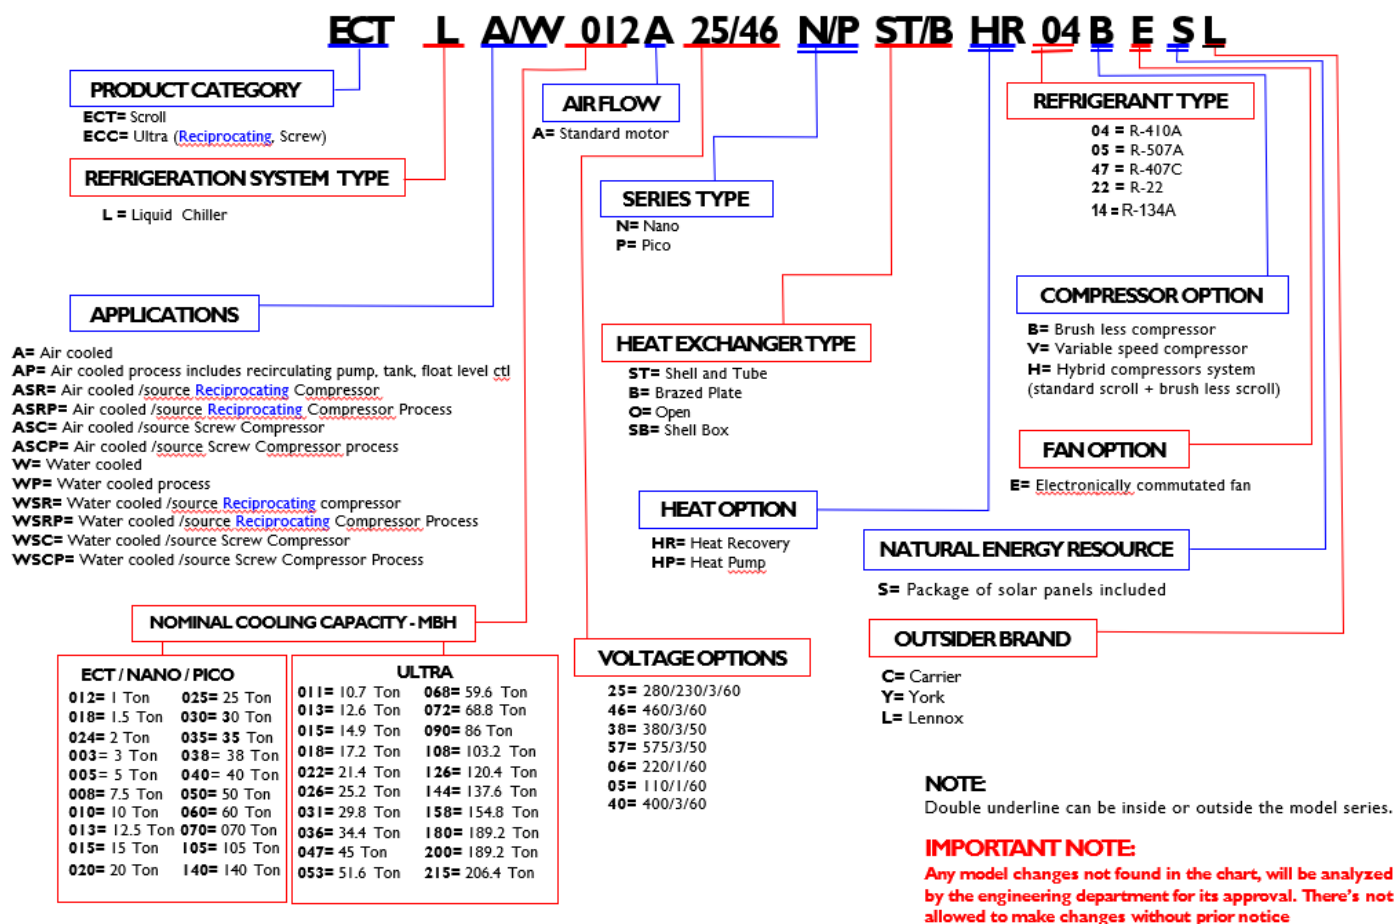 ECT L A/W 012A 25/46 N/P ST/B HR 04 B E S L
PRODUCT CATEGORY
ECT= Scroll
ECC= Ultra (Reciprocating, Screw)
REFRIGERATION SYSTEM TYPE
L = Liquid Chiller
APPLICATIONS
A= Air cooled
AP= Air cooled process includes recirculating pump, tank, float level ctl
ASR= Air cooled /source Reciprocating Compressor
ASRP= Air cooled /source Reciprocating Compressor Process
ASC= Air cooled /source Screw Compressor
ASCP= Air cooled /source Screw Compressor process
W= Water cooled
WP= Water cooled process
WSR= Water cooled /source Reciprocating compressor
WSRP= Water cooled /source Reciprocating Compressor Process
WSC= Water cooled /source Screw Compressor
WSCP= Water cooled /source Screw Compressor Process
NOMINAL COOLING CAPACITY - MBH
ECT / NANO / PICO
012= 1 Ton 025= 25 Ton
018= 1.5 Ton 030= 30 Ton
024= 2 Ton 035= 35 Ton
003= 3 Ton 038= 38 Ton
005= 5 Ton 040= 40 Ton
008= 7.5 Ton 050= 50 Ton
010= 10 Ton 060= 60 Ton
013= 12.5 Ton 070= 070 Ton
015= 15 Ton 105= 105 Ton
020= 20 Ton 140= 140 Ton
ULTRA
011= 10.7 Ton 068= 59.6 Ton
013= 12.6 Ton 072= 68.8 Ton
015= 14.9 Ton 090= 86 Ton
018= 17.2 Ton 108= 103.2 Ton
022= 21.4 Ton 126= 120.4 Ton
026= 25.2 Ton 144= 137.6 Ton
031= 29.8 Ton 158= 154.8 Ton
036= 34.4 Ton 180= 189.2 Ton
047= 45 Ton 200= 189.2 Ton
053= 51.6 Ton 215= 206.4 Ton
AIR FLOW
A= Standard motor
SERIES TYPE
N= Nano
P= Pico
HEAT EXCHANGER TYPE
ST= Shell and Tube
B= Brazed Plate
O= Open
SB= Shell Box
HEAT OPTION
HR= Heat Recovery
HP= Heat Pump
VOLTAGE OPTIONS
25= 280/230/3/60
46= 460/3/60
38= 380/3/50
57= 575/3/50
06= 220/1/60
05= 110/1/60
40= 400/3/60
REFRIGERANT TYPE
04 = R-410A
05 = R-507A
47 = R-407C
22 = R-22
14 = R-134A
COMPRESSOR OPTION
B= Brush less compressor
V= Variable speed compressor
H= Hybrid compressors system
(standard scroll + brush less scroll)
FAN OPTION
E= Electronically commutated fan
NATURAL ENERGY RESOURCE
S= Package of solar panels included
OUTSIDER BRAND
C= Carrier
Y= York
L= Lennox
NOTE:
Double underline can be inside or outside the model series.
IMPORTANT NOTE:
Any model changes not found in the chart, will be analyzed
by the engineering department for its approval. There's not
allowed to make changes without prior notice